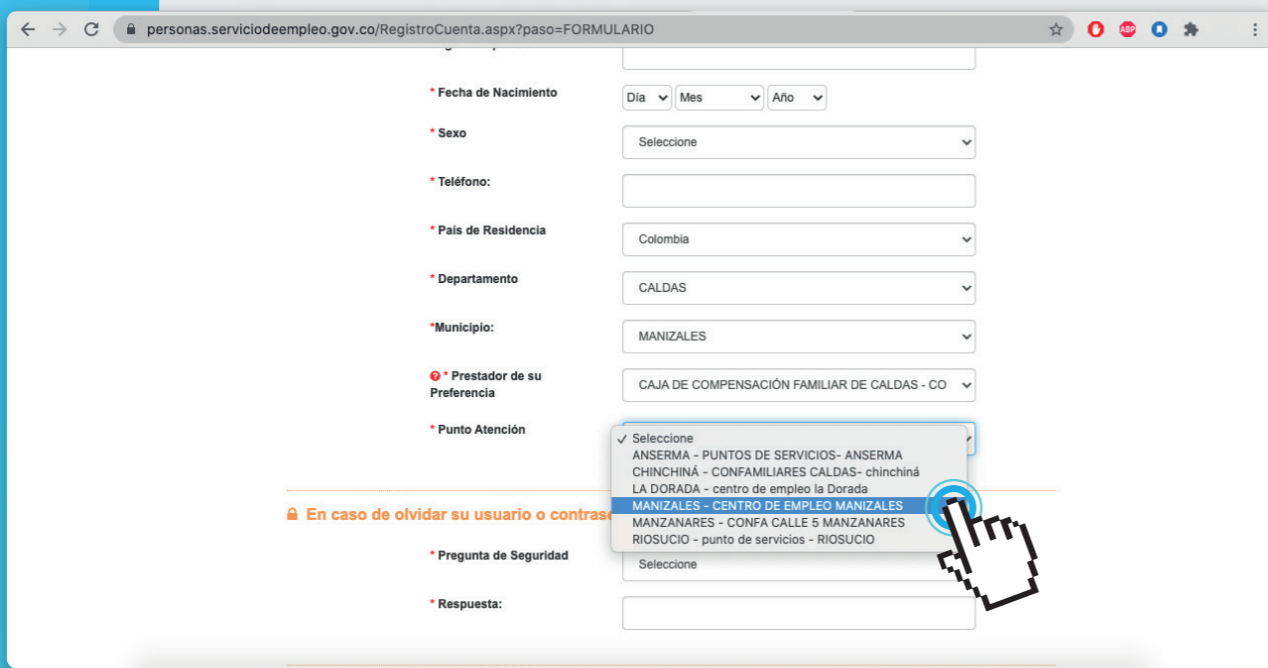 personas.serviciodeempleo.gov.co/RegistroCuenta.aspx?paso=FORMULARIO
ABP
* Fecha de Nacimiento Día Mes Año
* Sexo Seleccione
* Teléfono:
* País de Residencia Colombia
* Departamento CALDAS
*Municipio: MANIZALES
* Prestador de su
Preferencia CAJA DE COMPENSACIÓN FAMILIAR DE CALDAS - CO
* Punto Atención
✓ Seleccione
ANSERMA - PUNTOS DE SERVICIOS- ANSERMA
CHINCHINÁ - CONFAMILIARES CALDAS- chinchiná
LA DORADA - centro de empleo la Dorada
MANIZALES - CENTRO DE EMPLEO MANIZALES
MANZANARES - CONFA CALLE 5 MANZANARES
RIOSUCIO - punto de servicios - RIOSUCIO
En caso de olvidar su usuario o contras
* Pregunta de Seguridad Seleccione
* Respuesta: